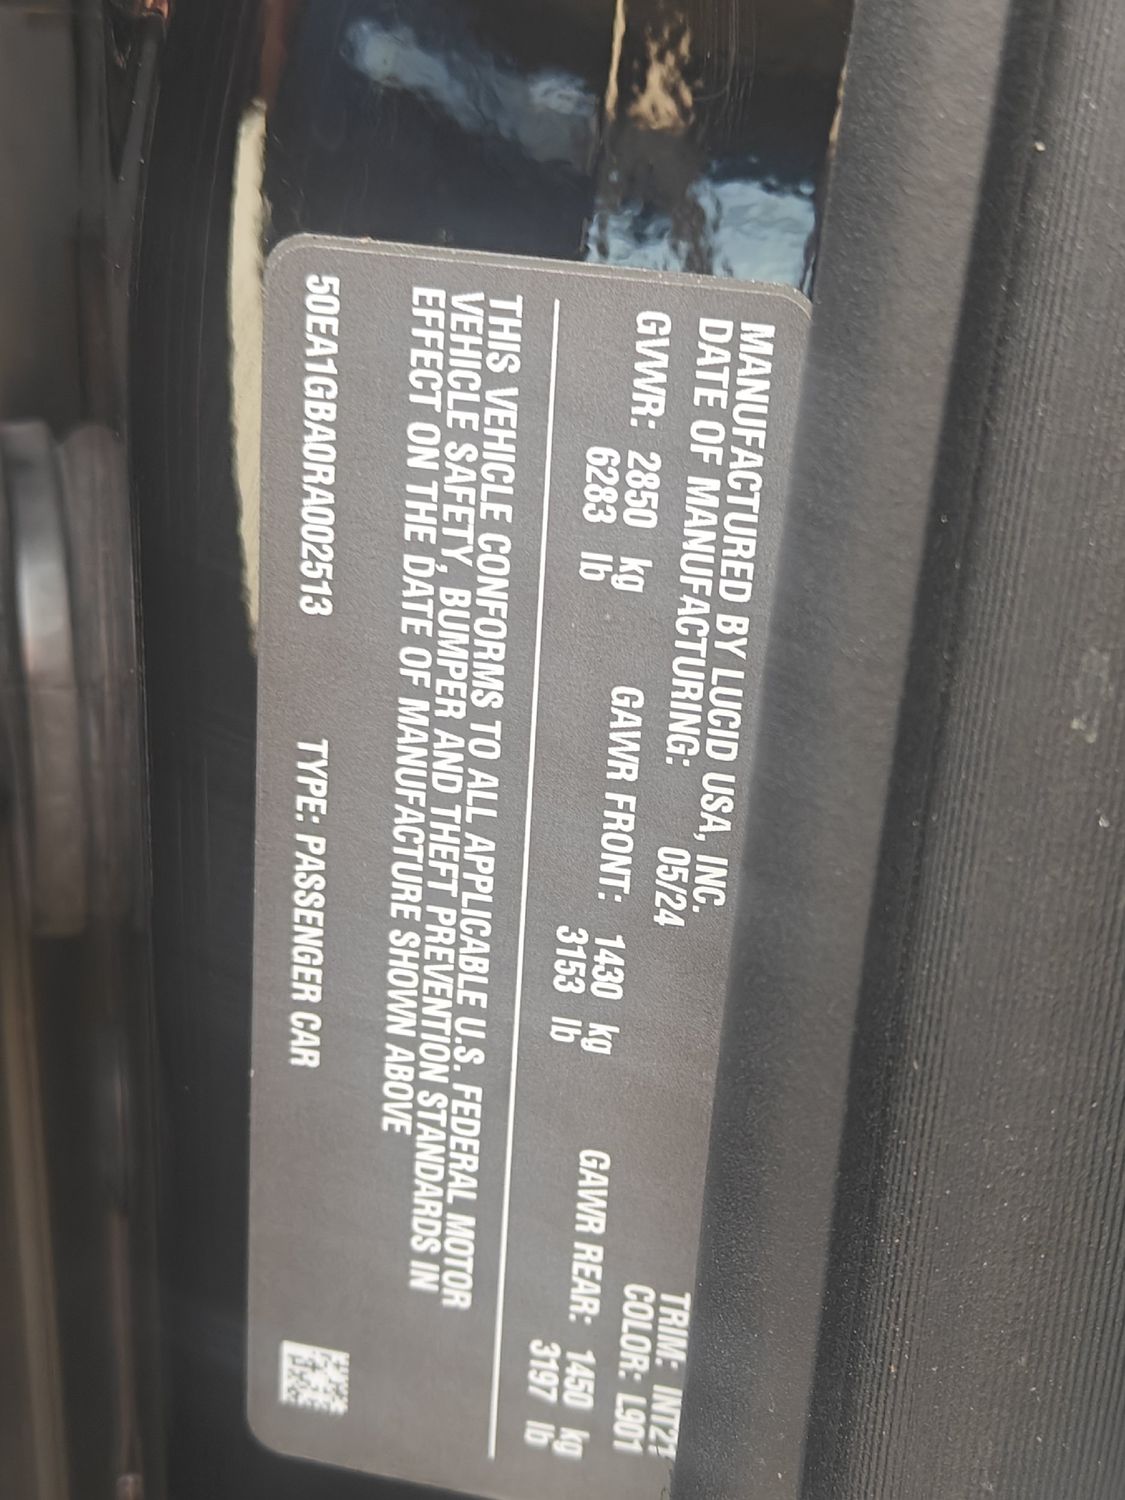 MANUFACTURED BY LUCID USA, INC.
DATE OF MANUFACTURING: 05/24
TRIM:
COLOR: L901
GVWR: 2850 kg GAWR FRONT: 1430 kg GAWR REAR: 1450 kg
6283 lb 3153 lb 3197 lb
THIS VEHICLE CONFORMS TO ALL APPLICABLE U.S. FEDERAL MOTOR
VEHICLE SAFETY, BUMPER AND THEFT PREVENTION STANDARDS IN
EFFECT ON THE DATE OF MANUFACTURE SHOWN ABOVE
50EA1GBA0RA002513 TYPE: PASSENGER CAR